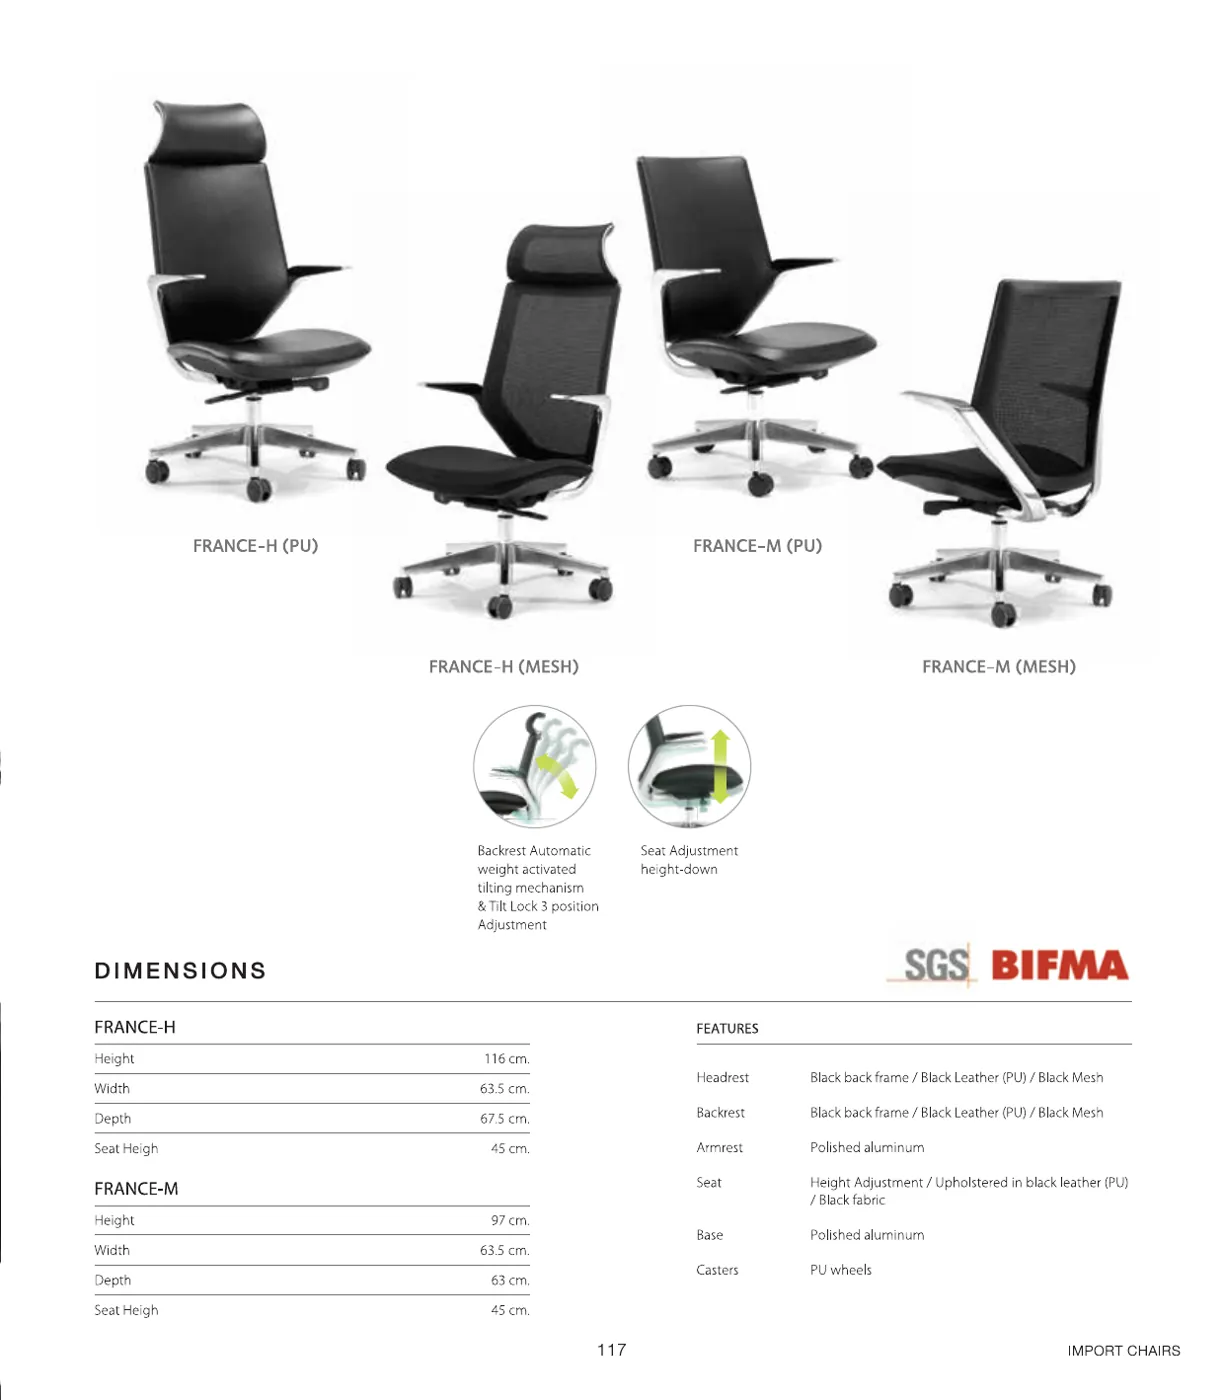 FRANCE-H (PU)
FRANCE-M (PU)
FRANCE-H (MESH)
FRANCE-M (MESH)
Backrest Automatic
weight activated
tilting mechanism
& Tilt Lock 3 position
Adjustment
Seat Adjustment
height-down
DIMENSIONS
SGS BIFMA
FRANCE-H
Height 116 cm.
Width 63.5 cm.
Depth 67.5 cm.
Seat Heigh 45 cm.
FRANCE-M
Height 97 cm.
Width 63.5 cm.
Depth 63 cm.
Seat Heigh 45 cm.
FEATURES
Headrest Black back frame / Black Leather (PU) / Black Mesh
Backrest Black back frame / Black Leather (PU) / Black Mesh
Armrest Polished aluminum
Seat Height Adjustment / Upholstered in black leather (PU)
/ Black fabric
Base Polished aluminum
Casters PU wheels
117
IMPORT CHAIRS